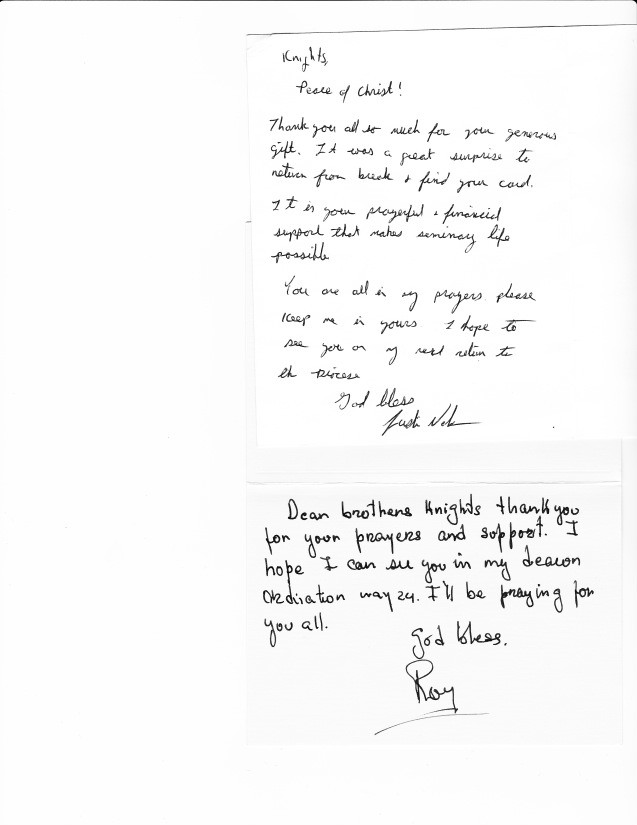 Knights,
Peace of Christ!
Thank you all so much for your generous
gift. It was a great surprise to
return from break & find your card.
It is your prayerful & financial
support that makes seminary life
possible
You are all in my prayers please
keep me in yours I hope to
see you on my next return to
the Diocese
God bless
Justin
Dear brothers Knights thank you
for your prayers and support. I
hope I can see you in my deacon
Ordination may 24. I'll be praying for
you all.
God bless.
Roy